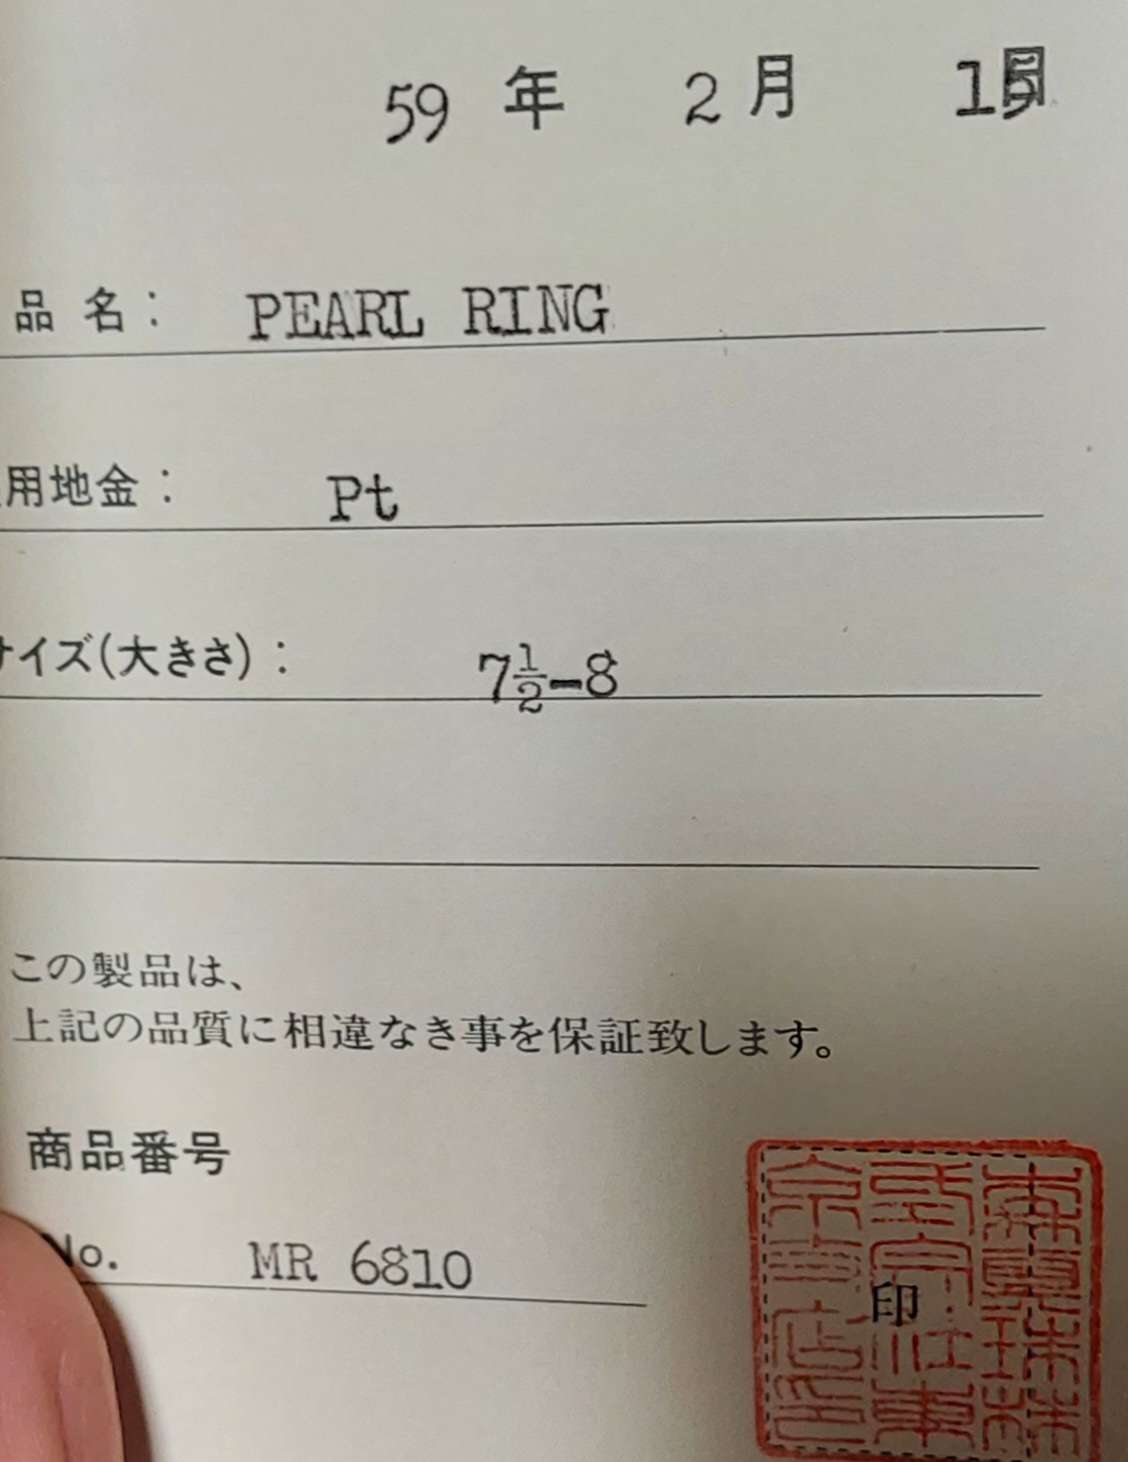 59 年 2 月 15日
品 名： PEARL RING
用地金： Pt
サイズ(大きさ)： 7½-8
この製品は、
上記の品質に相違なき事を保証致します。
商品番号
No. MR 6810
印